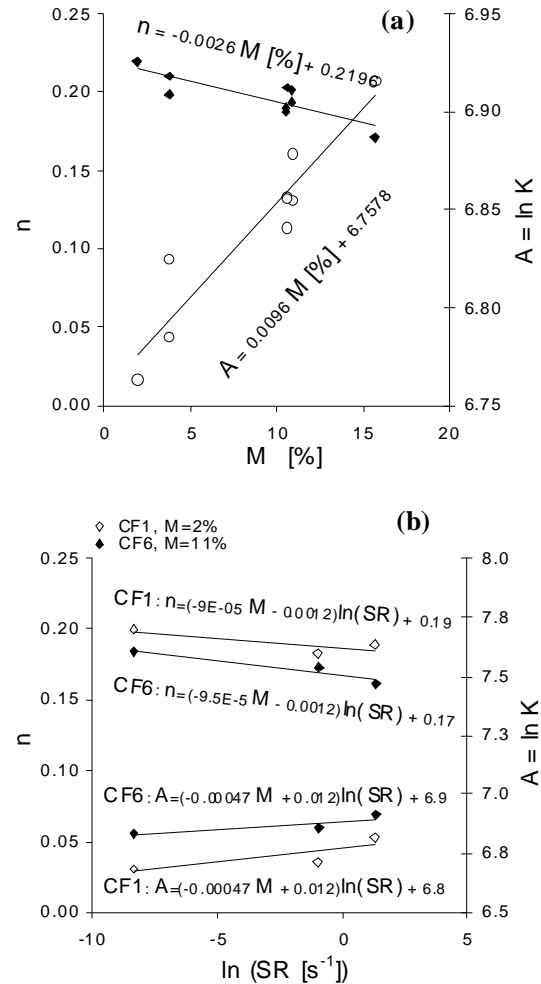 (a)
n = -0.0026 M [%] + 0.2196
A = 0.0096 M [%] + 6.7578
0.25
0.20
0.15
0.10
0.05
0.00
n
6.95
6.90
6.85
6.80
6.75
A = ln K
0
5
10
15
20
M [%]
(b)
CF1, M=2%
CF6, M=11%
CF1: n=(-9E-05 M - 0.0012)ln(SR) + 0.19
CF6: n=(-9.5E-5 M - 0.0012)ln(SR) + 0.17
CF6: A=(-0.00047 M + 0.012)ln(SR) + 6.9
CF1: A=(-0.00047 M + 0.012)ln(SR) + 6.8
0.25
0.20
0.15
0.10
0.05
0.00
n
8.0
7.8
7.5
7.3
7.0
6.8
6.5
A = ln K
-10
-5
0
5
ln (SR [s⁻¹])